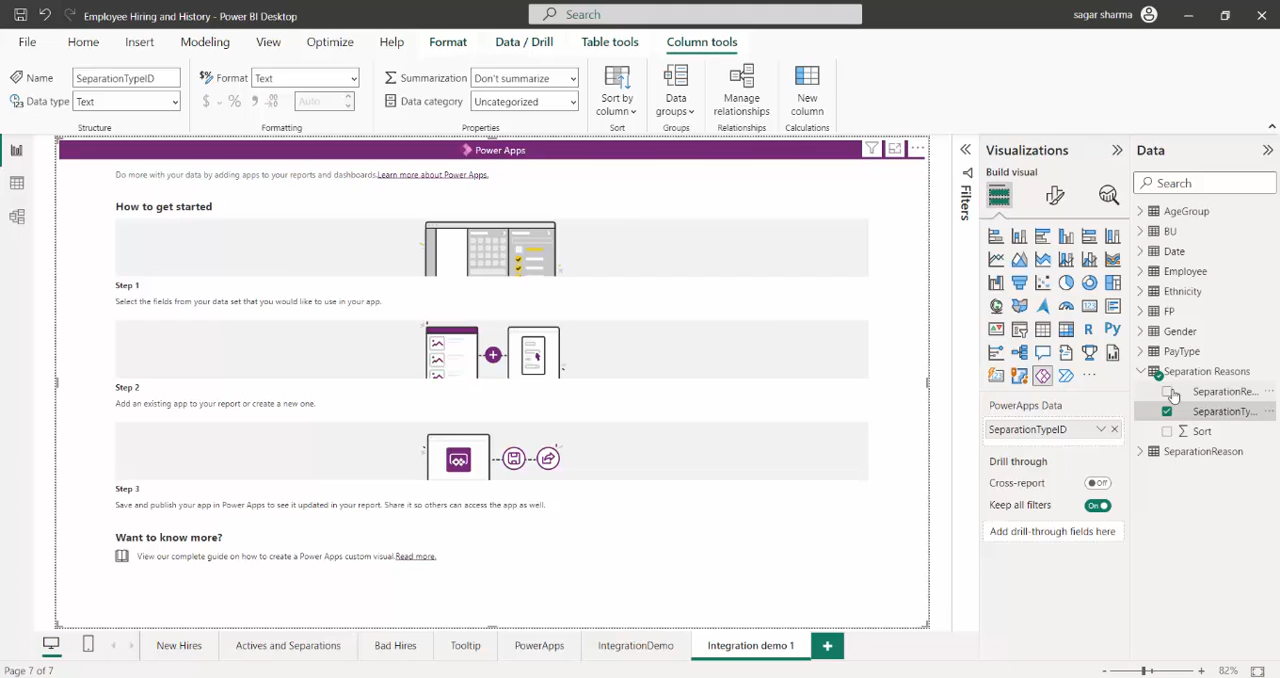 Employee Hiring and History - Power BI Desktop
Search
sagar sharma
File
Home
Insert
Modeling
View
Optimize
Help
Format
Data / Drill
Table tools
Column tools
Name
SeparationTypeID
Format
Text
Summarization
Don't summarize
Sort by
column
Data
groups
Manage
relationships
New
column
Data type
Text
$
%
Auto
Data category
Uncategorized
Structure
Formatting
Properties
Sort
Groups
Relationships
Calculations
Power Apps
Do more with your data by adding apps to your reports and dashboards.Learn more about Power Apps.
How to get started
Step 1
Select the fields from your data set that you would like to use in your app.
Step 2
Add an existing app to your report or create a new one.
Step 3
Save and publish your app in Power Apps to see it updated in your report. Share it so others can access the app as well.
Want to know more?
View our complete guide on how to create a Power Apps custom visual.Read more.
Filters
Visualizations
Build visual
R
Py
PowerApps Data
SeparationTypeID
Drill through
Cross-report
Off
Keep all filters
On
Add drill-through fields here
Data
Search
AgeGroup
BU
Date
Employee
Ethnicity
FP
Gender
PayType
Separation Reasons
SeparationRe...
SeparationTy...
Sort
SeparationReason
New Hires
Actives and Separations
Bad Hires
Tooltip
PowerApps
IntegrationDemo
Integration demo 1
Page 7 of 7
82%